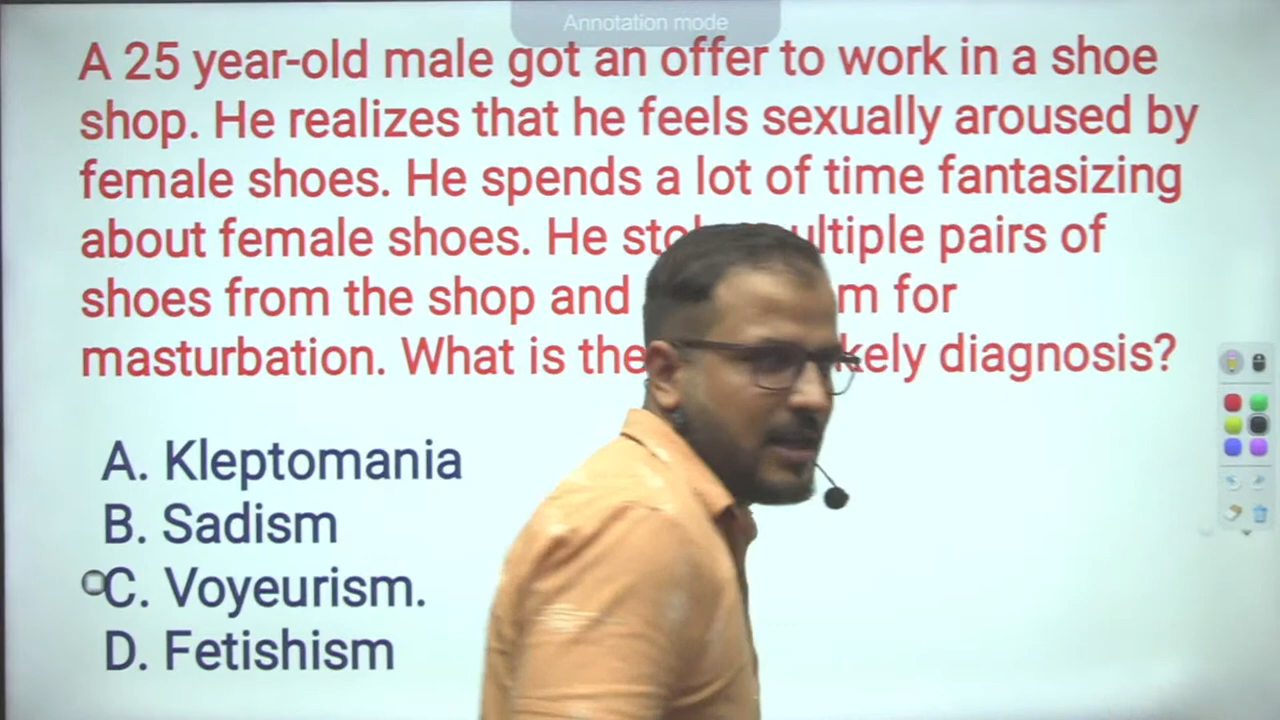 Annotation mode
A 25 year-old male got an offer to work in a shoe
shop. He realizes that he feels sexually aroused by
female shoes. He spends a lot of time fantasizing
about female shoes. He pairs of
shoes from the shop and for
masturbation. What is the diagnosis?
A. Kleptomania
B. Sadism
C. Voyeurism.
D. Fetishism